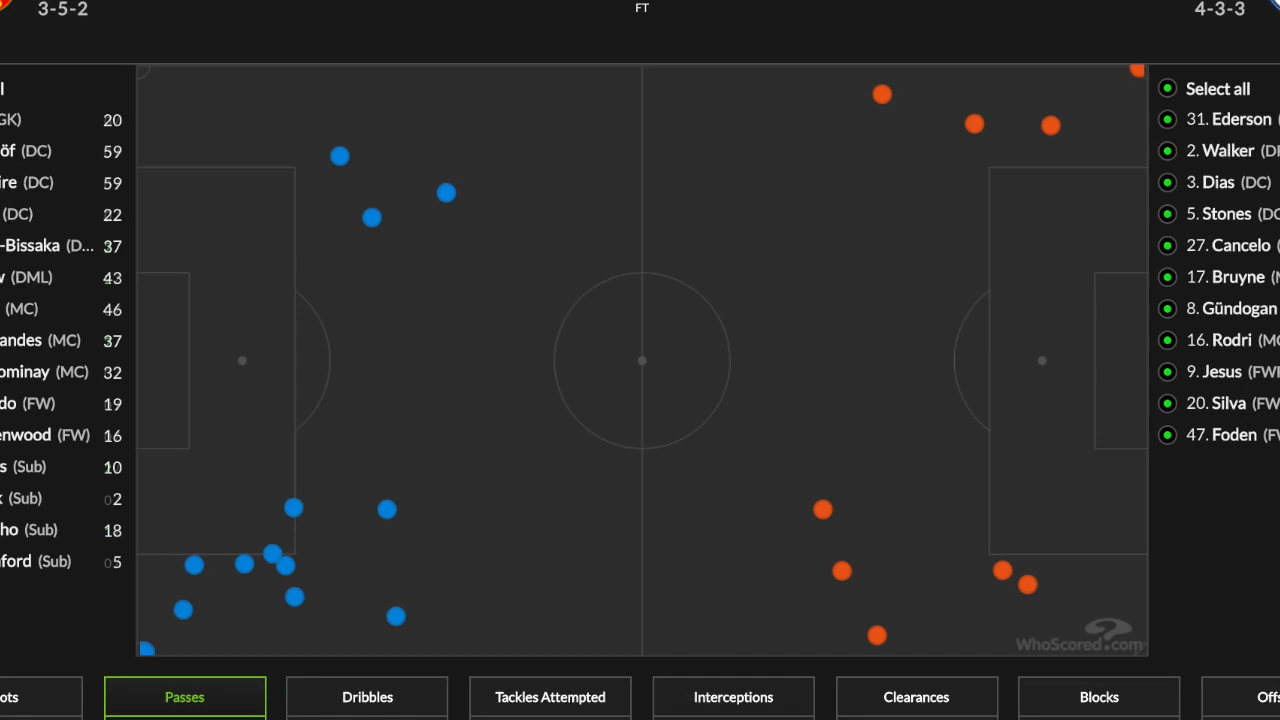 3-5-2
FT
4-3-3
l
GK) 20
öf (DC) 59
ire (DC) 59
(DC) 22
-Bissaka (D... 37
w (DML) 43
(MC) 46
andes (MC) 37
ominay (MC) 32
do (FW) 19
enwood (FW) 16
s (Sub) 10
k (Sub) 02
ho (Sub) 18
ford (Sub) 05
Select all
31. Ederson (
2. Walker (DR
3. Dias (DC)
5. Stones (DC
27. Cancelo (
17. Bruyne (M
8. Gündogan
16. Rodri (MC
9. Jesus (FWR
20. Silva (FW
47. Foden (FW
WhoScored.com
ots
Passes
Dribbles
Tackles Attempted
Interceptions
Clearances
Blocks
Offs